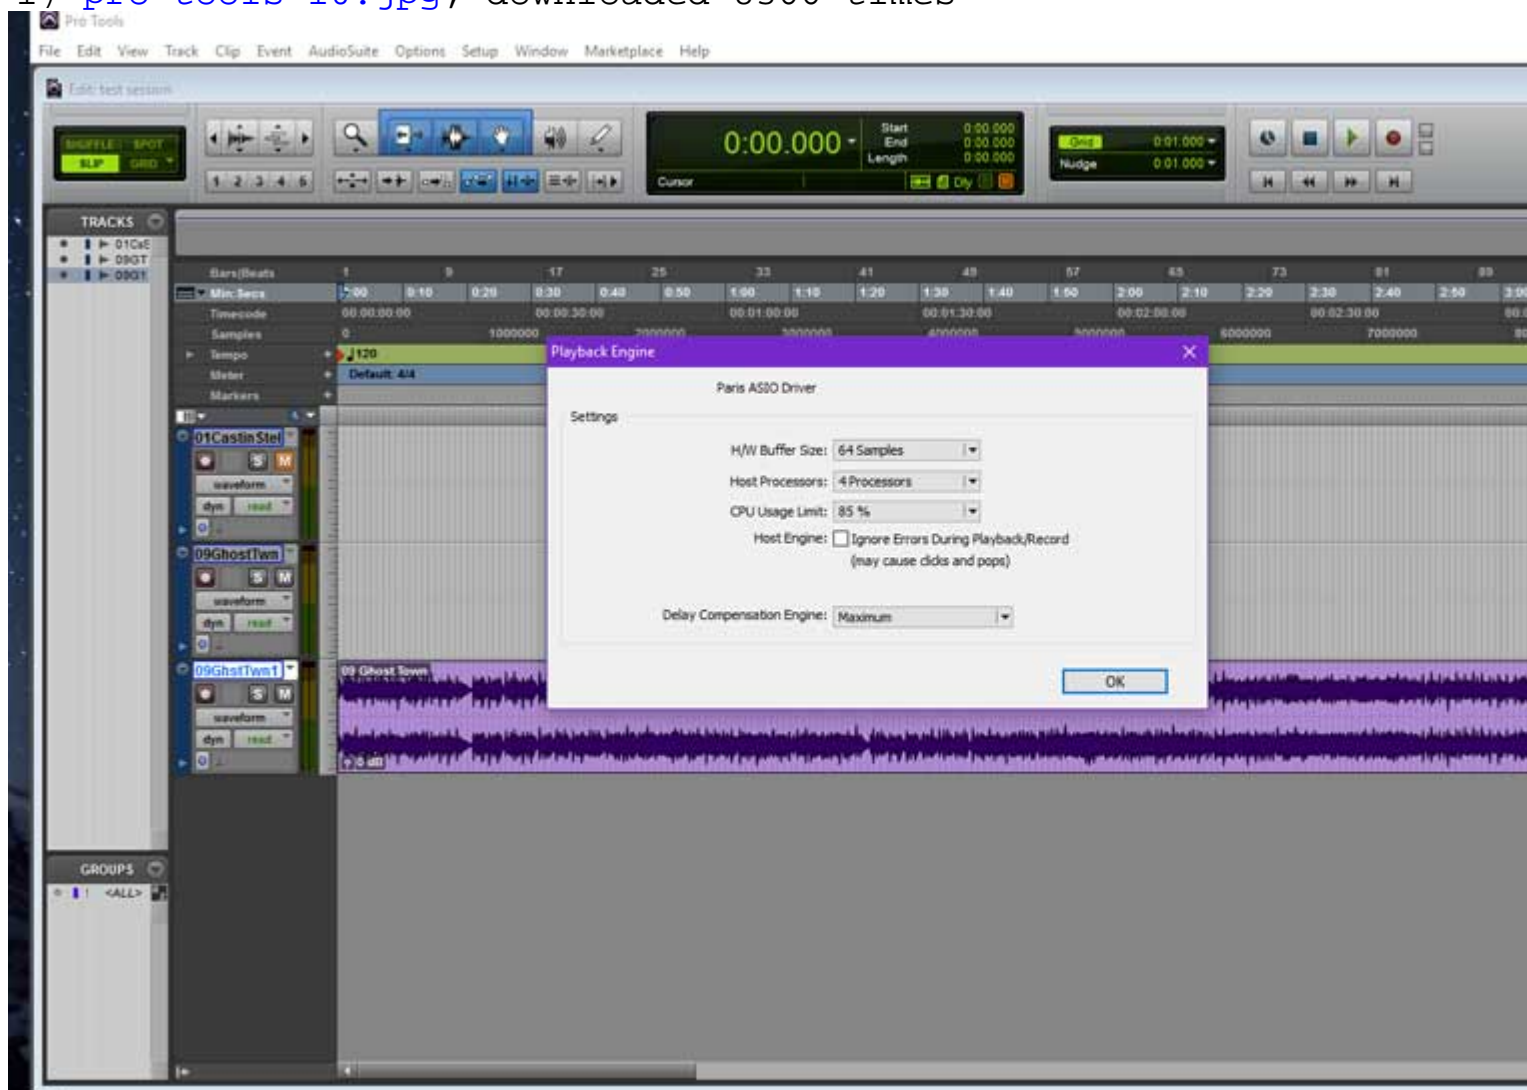 Pro Tools
File Edit View Track Clip Event AudioSuite Options Setup Window Marketplace Help
Edit: test session
SHUFFLE SPOT
SLIP GRID
1 2 3 4 5
0:00.000
Start 0:00.000
End 0:00.000
Length 0:00.000
Cursor
Dly
Grid 0:01.000
Nudge 0:01.000
TRACKS
09GT
Bars|Beats 1 9 17 25 33 41 49 57 65 73 81 89
Min:Secs 0:00 0:10 0:20 0:30 0:40 0:50 1:00 1:10 1:20 1:30 1:40 1:50 2:00 2:10 2:20 2:30 2:40 2:50 3:00
Timecode 00:00:00:00 00:00:30:00 00:01:00:00 00:01:30:00 00:02:00:00 00:02:30:00
Samples 0 1000000 2000000 3000000 4000000 5000000 6000000 7000000
Tempo 120
Meter Default: 4/4
Markers
Playback Engine
Paris ASIO Driver
Settings
H/W Buffer Size: 64 Samples
Host Processors: 4 Processors
CPU Usage Limit: 85 %
Host Engine: Ignore Errors During Playback/Record
(may cause clicks and pops)
Delay Compensation Engine: Maximum
OK
01CastinStel
S M
waveform
dyn read
09GhostTwn
S M
waveform
dyn read
09GhstTwn1
S M
waveform
dyn read
09 Ghost Town
0 dB
GROUPS
! <ALL>